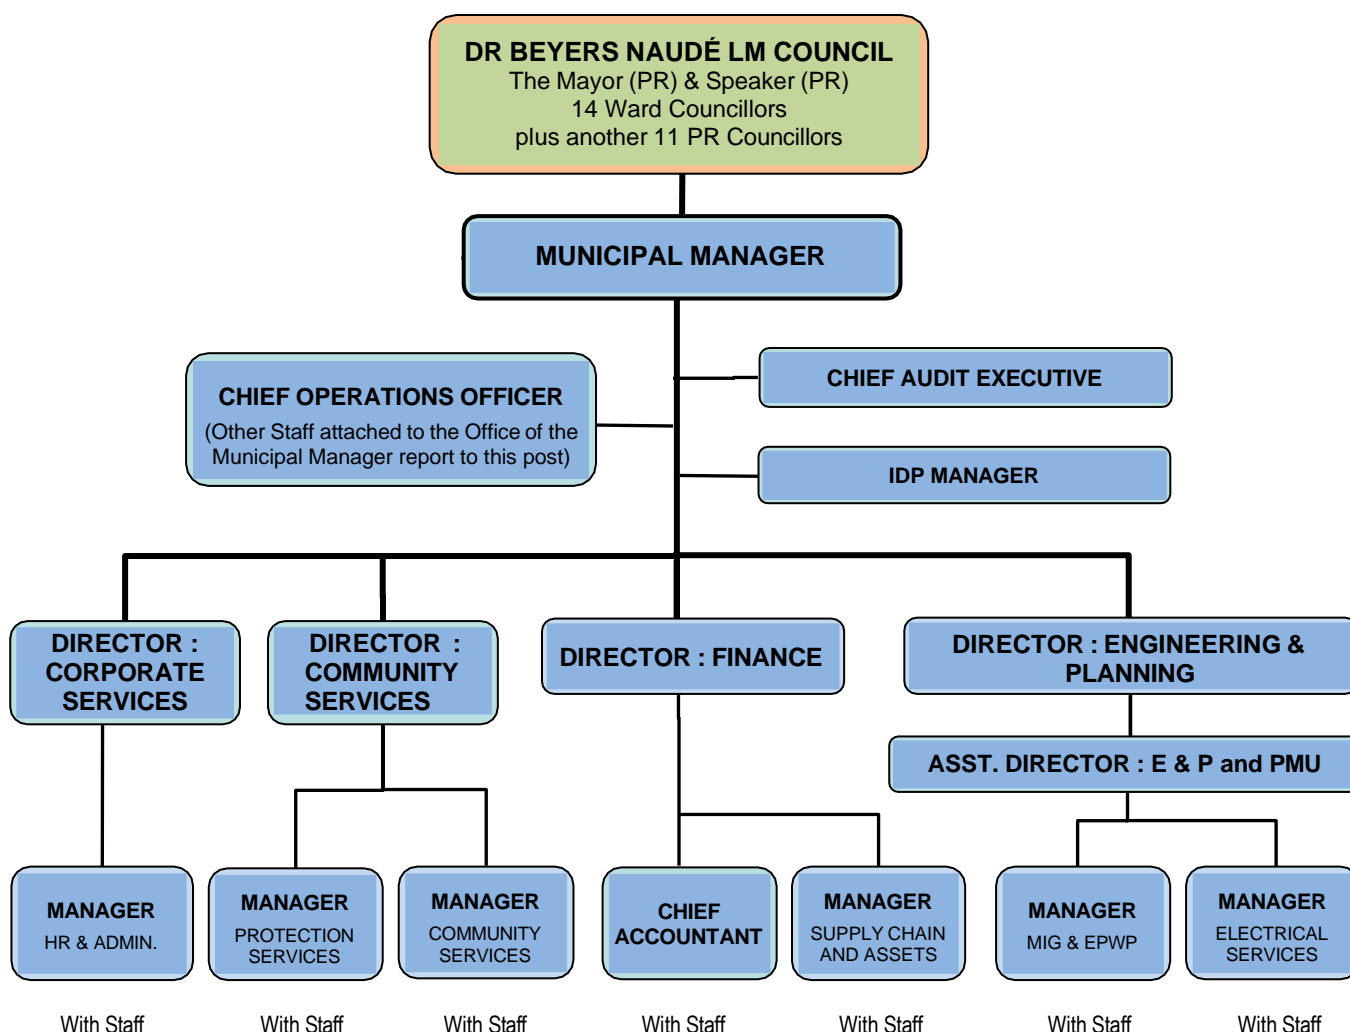 DR BEYERS NAUDÉ LM COUNCIL
The Mayor (PR) & Speaker (PR)
14 Ward Councillors
plus another 11 PR Councillors
MUNICIPAL MANAGER
CHIEF OPERATIONS OFFICER
(Other Staff attached to the Office of the
Municipal Manager report to this post)
CHIEF AUDIT EXECUTIVE
IDP MANAGER
DIRECTOR :
CORPORATE
SERVICES
DIRECTOR :
COMMUNITY
SERVICES
DIRECTOR : FINANCE
DIRECTOR : ENGINEERING &
PLANNING
ASST. DIRECTOR : E & P and PMU
MANAGER
HR & ADMIN.
MANAGER
PROTECTION
SERVICES
MANAGER
COMMUNITY
SERVICES
CHIEF
ACCOUNTANT
MANAGER
SUPPLY CHAIN
AND ASSETS
MANAGER
MIG & EPWP
MANAGER
ELECTRICAL
SERVICES
With Staff
With Staff
With Staff
With Staff
With Staff
With Staff
With Staff